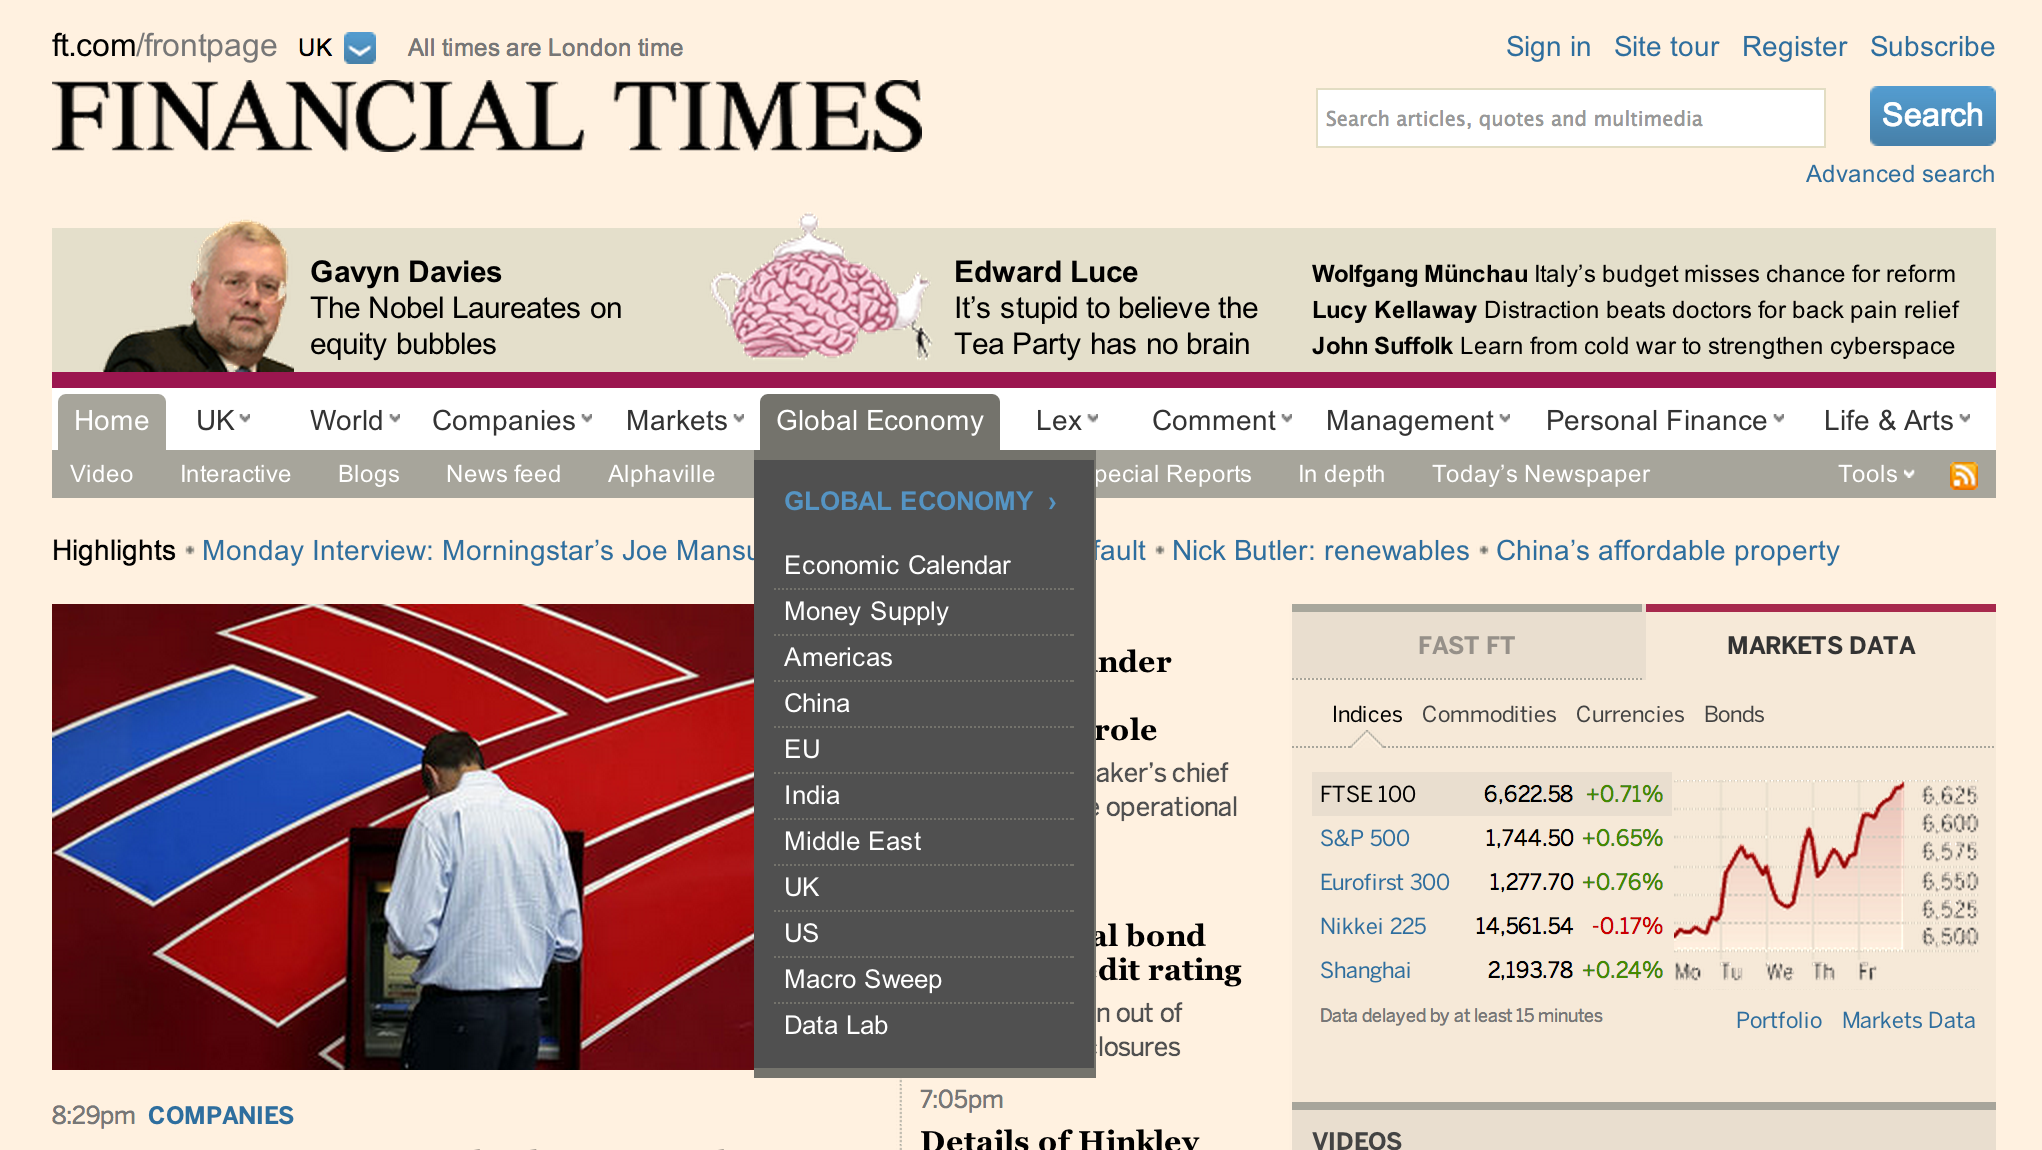 ft.com/frontpage UK All times are London time
Sign in Site tour Register Subscribe
FINANCIAL TIMES
Search articles, quotes and multimedia
Search
Advanced search
Gavyn Davies
The Nobel Laureates on
equity bubbles
Edward Luce
It's stupid to believe the
Tea Party has no brain
Wolfgang Münchau Italy's budget misses chance for reform
Lucy Kellaway Distraction beats doctors for back pain relief
John Suffolk Learn from cold war to strengthen cyberspace
Home UK World Companies Markets Global Economy Lex Comment Management Personal Finance Life & Arts
Video Interactive Blogs News feed Alphaville pecial Reports In depth Today's Newspaper Tools
GLOBAL ECONOMY ›
Economic Calendar
Money Supply
Americas
China
EU
India
Middle East
UK
US
Macro Sweep
Data Lab
Highlights • Monday Interview: Morningstar's Joe Mansu fault • Nick Butler: renewables • China's affordable property
nder
role
aker's chief
operational
al bond
dit rating
n out of
closures
7:05pm
Details of Hinkley
8:29pm COMPANIES
FAST FT MARKETS DATA
Indices Commodities Currencies Bonds
FTSE 100 6,622.58 +0.71%
S&P 500 1,744.50 +0.65%
Eurofirst 300 1,277.70 +0.76%
Nikkei 225 14,561.54 -0.17%
Shanghai 2,193.78 +0.24%
6,625
6,600
6,575
6,550
6,525
6,500
Mo Tu We Th Fr
Data delayed by at least 15 minutes
Portfolio Markets Data
VIDEOS